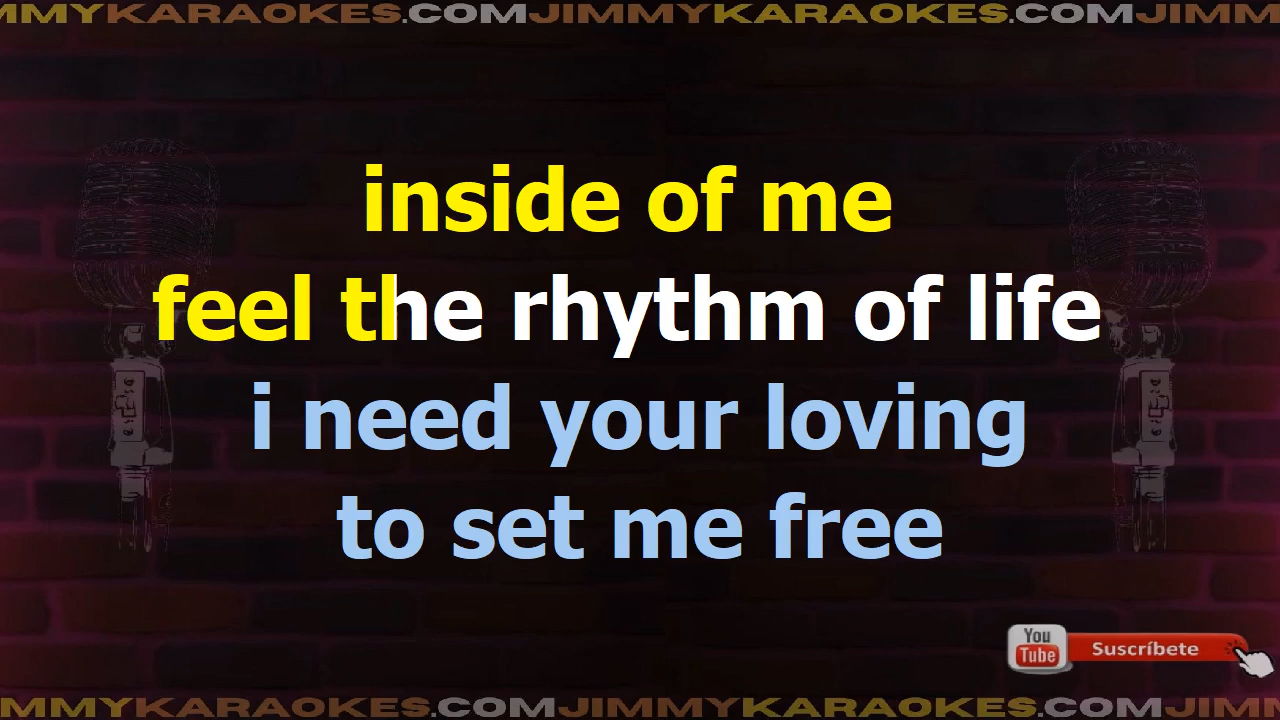 MMYKARAOKES.COMJIMMYKARAOKES.COMJIMM
inside of me
feel the rhythm of life
i need your loving
to set me free
You
Tube
Suscríbete
MMYKARAOKES.COMJIMMYKARAOKES.COMJIMM